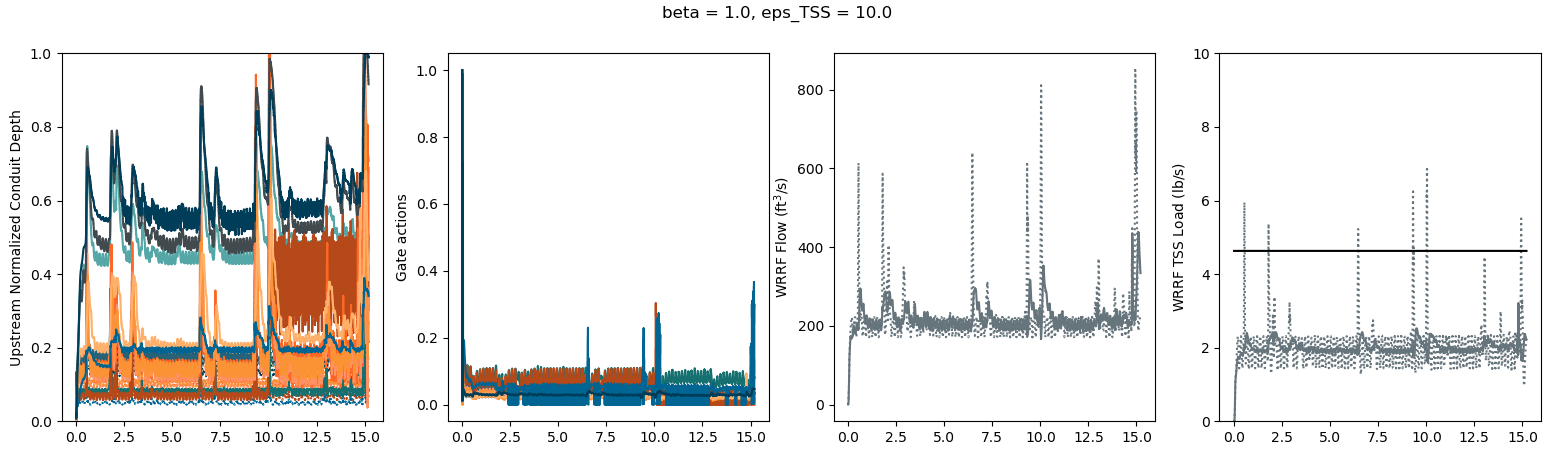 beta = 1.0, eps_TSS = 10.0
Upstream Normalized Conduit Depth
1.0
0.8
0.6
0.4
0.2
0.0
0.0 2.5 5.0 7.5 10.0 12.5 15.0
Gate actions
1.0
0.8
0.6
0.4
0.2
0.0
0.0 2.5 5.0 7.5 10.0 12.5 15.0
WRRF Flow (ft³/s)
800
600
400
200
0
0.0 2.5 5.0 7.5 10.0 12.5 15.0
WRRF TSS Load (lb/s)
10
8
6
4
2
0
0.0 2.5 5.0 7.5 10.0 12.5 15.0